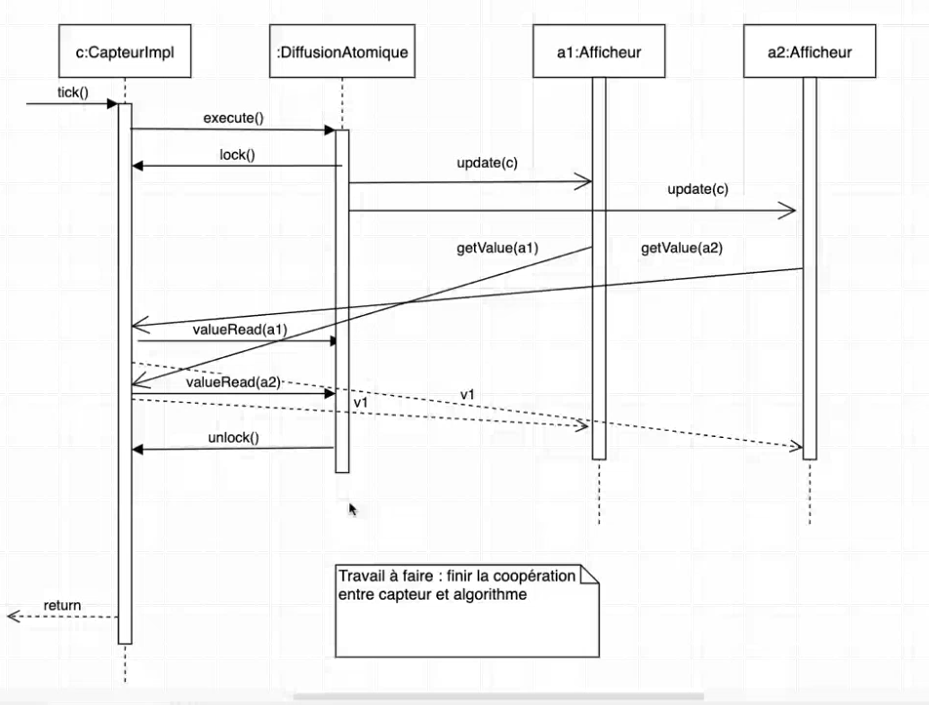 c:CapteurImpl
:DiffusionAtomique
a1:Afficheur
a2:Afficheur
tick()
execute()
lock()
update(c)
update(c)
getValue(a1)
getValue(a2)
valueRead(a1)
valueRead(a2)
v1
v1
unlock()
Travail à faire : finir la coopération
entre capteur et algorithme
return